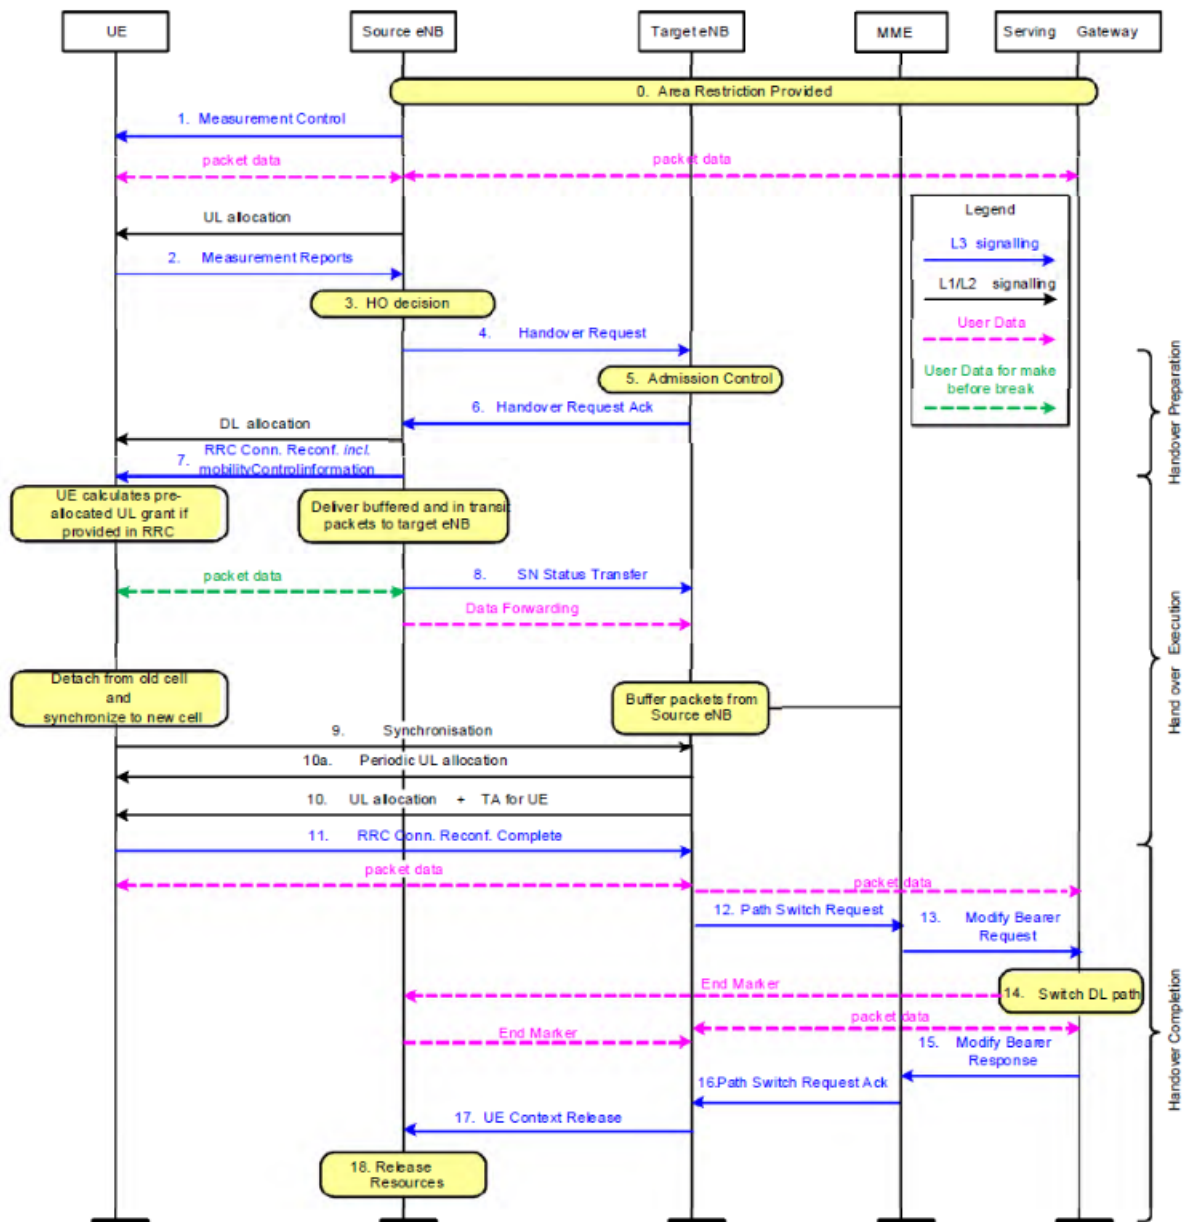 UE
Source eNB
Target eNB
MME
Serving Gateway
0. Area Restriction Provided
1. Measurement Control
packet data
packet data
Legend
L3 signalling
L1/L2 signalling
User Data
User Data for make
before break
UL allocation
2. Measurement Reports
3. HO decision
4. Handover Request
5. Admission Control
6. Handover Request Ack
DL allocation
7. RRC Conn. Reconf. incl.
mobilityControlinformation
Handover Preparation
UE calculates pre-
allocated UL grant if
provided in RRC
Deliver buffered and in transit
packets to target eNB
packet data
8. SN Status Transfer
Data Forwarding
Detach from old cell
and
synchronize to new cell
Buffer packets from
Source eNB
9. Synchronisation
10a. Periodic UL allocation
10. UL allocation + TA for UE
Hand over Execution
11. RRC Conn. Reconf. Complete
packet data
packet data
12. Path Switch Request
13. Modify Bearer
Request
End Marker
14. Switch DL path
packet data
End Marker
15. Modify Bearer
Response
16.Path Switch Request Ack
17. UE Context Release
18. Release
Resources
Handover Completion